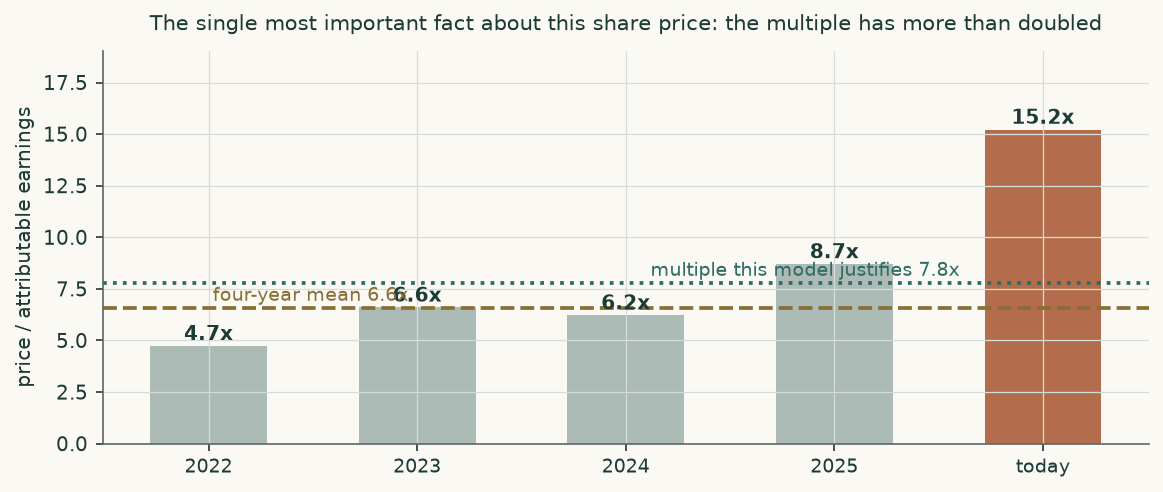 The single most important fact about this share price: the multiple has more than doubled
price / attributable earnings
17.5
15.0
12.5
10.0
7.5
5.0
2.5
0.0
15.2x
8.7x
multiple this model justifies 7.8x
four-year mean 6.6x
6.6x
6.2x
4.7x
2022
2023
2024
2025
today